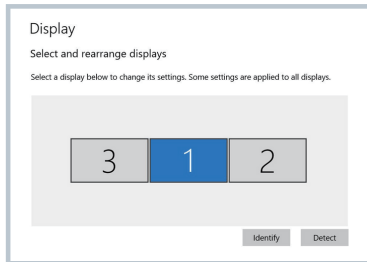 Display
Select and rearrange displays
Select a display below to change its settings. Some settings are applied to all displays.
3 1 2
Identify Detect